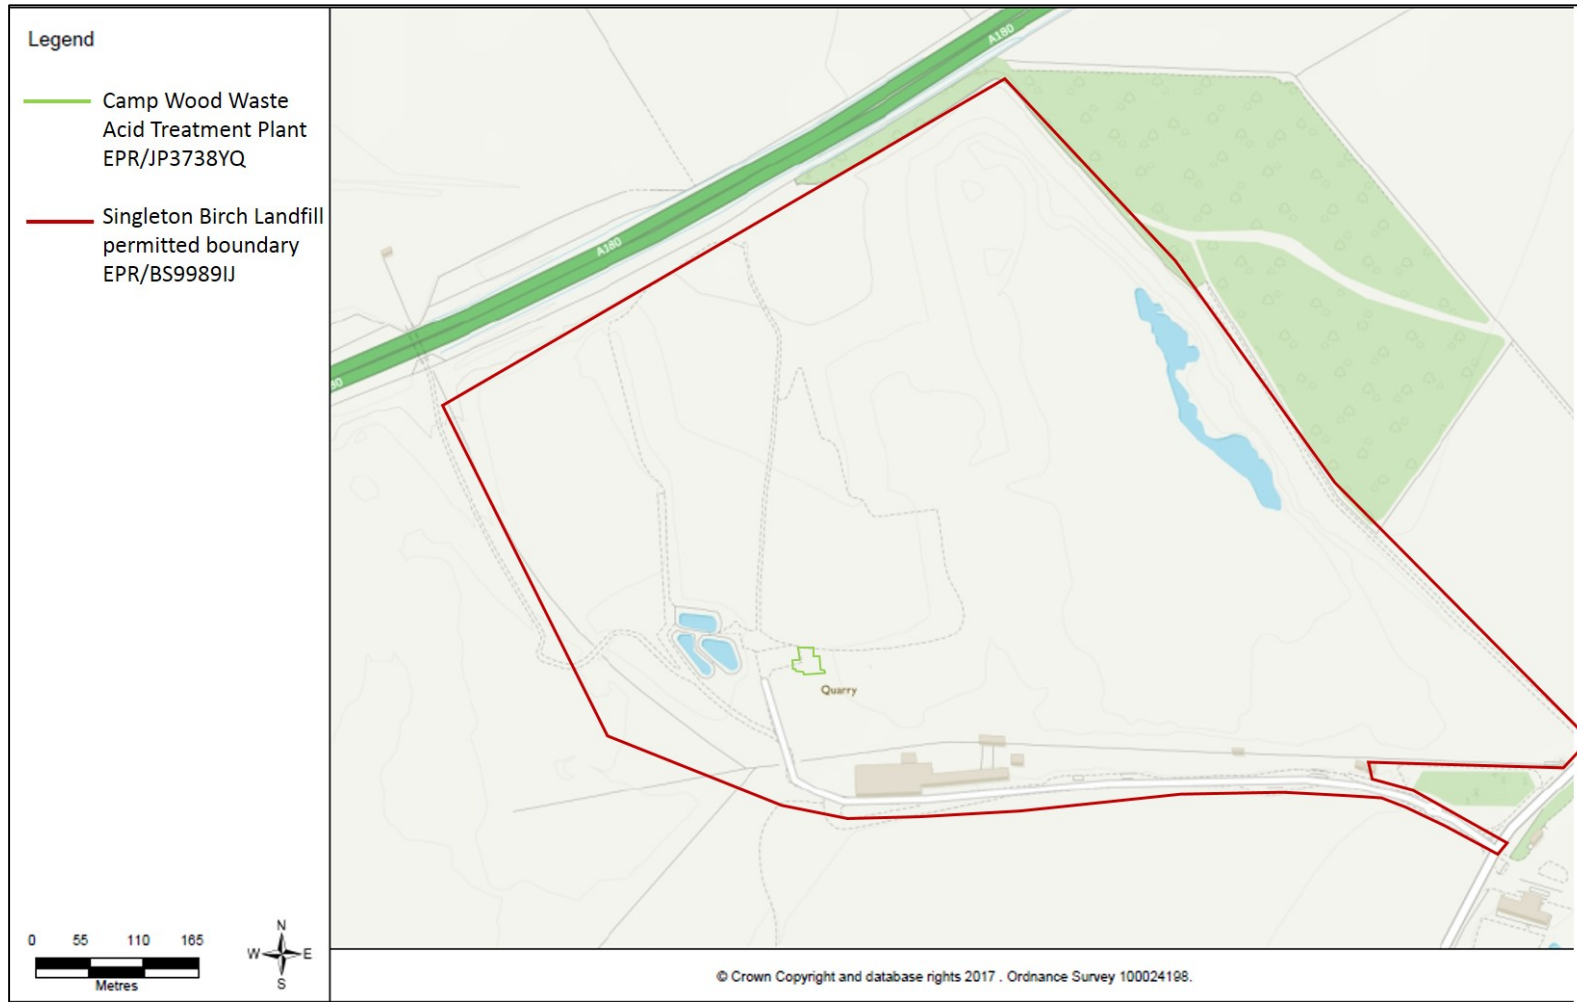 Legend
Camp Wood Waste
Acid Treatment Plant
EPR/JP3738YQ
Singleton Birch Landfill
permitted boundary
EPR/BS9989IJ
A180
A180
80
Quarry
0 55 110 165
Metres
N
W E
S
© Crown Copyright and database rights 2017 . Ordnance Survey 100024198.